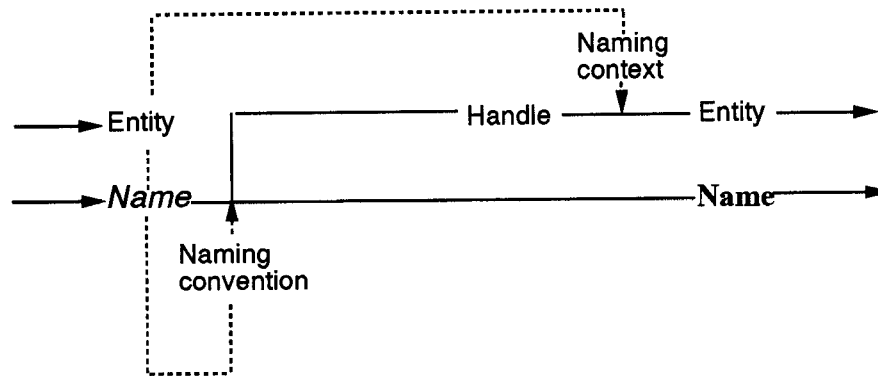 Naming
context
Entity
Handle
Entity
Name
Name
Naming
convention